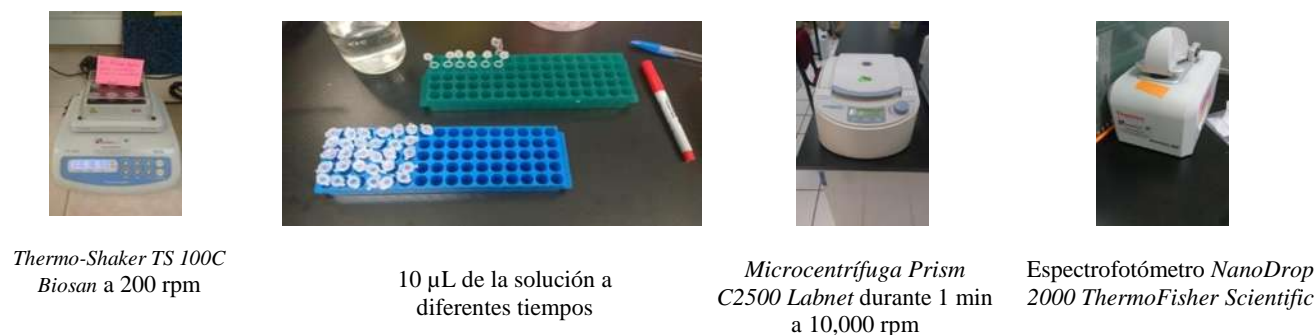 Thermo-Shaker TS 100C
Biosan a 200 rpm
10 µL de la solución a
diferentes tiempos
Microcentrífuga Prism
C2500 Labnet durante 1 min
a 10,000 rpm
Espectrofotómetro NanoDrop
2000 ThermoFisher Scientific